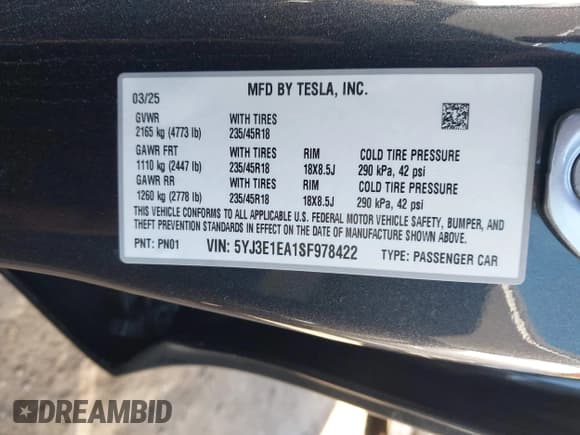 MFD BY TESLA, INC.
03/25
GVWR WITH TIRES
2165 kg (4773 lb) 235/45R18
GAWR FRT WITH TIRES RIM COLD TIRE PRESSURE
1110 kg (2447 lb) 235/45R18 18X8.5J 290 kPa, 42 psi
GAWR RR WITH TIRES RIM COLD TIRE PRESSURE
1260 kg (2778 lb) 235/45R18 18X8.5J 290 kPa, 42 psi
THIS VEHICLE CONFORMS TO ALL APPLICABLE U.S. FEDERAL MOTOR VEHICLE SAFETY, BUMPER, AND
THEFT PREVENTION STANDARDS IN EFFECT ON THE DATE OF MANUFACTURE SHOWN ABOVE.
PNT: PN01 VIN: 5YJ3E1EA1SF978422 TYPE: PASSENGER CAR
DREAMBID